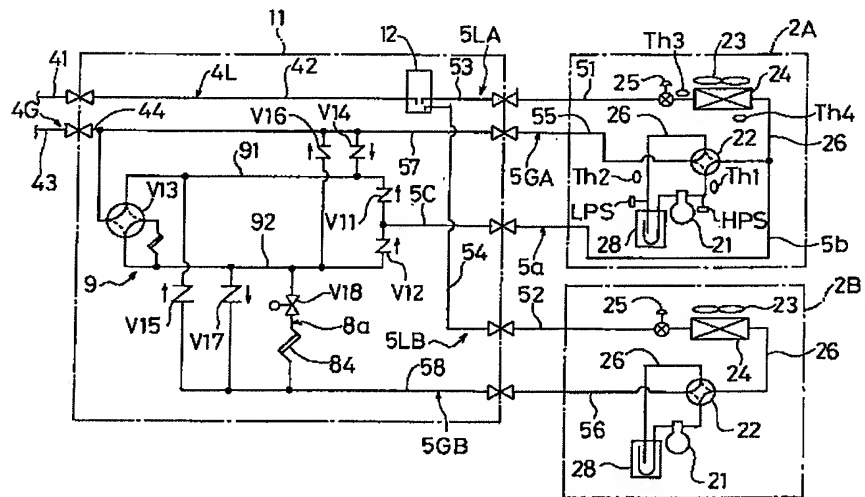 11
12
5LA
Th3
23
2A
41
4L
42
53
51
25
24
4G
44
V16
V14
55
26
22
Th4
43
91
57
5GA
Th2
Th1
26
V13
V11
5C
LPS
HPS
92
54
28
21
5a
5b
9
V12
V15
V17
V18
8a
84
5LB
52
25
23
2B
26
24
26
58
56
22
5GB
28
21